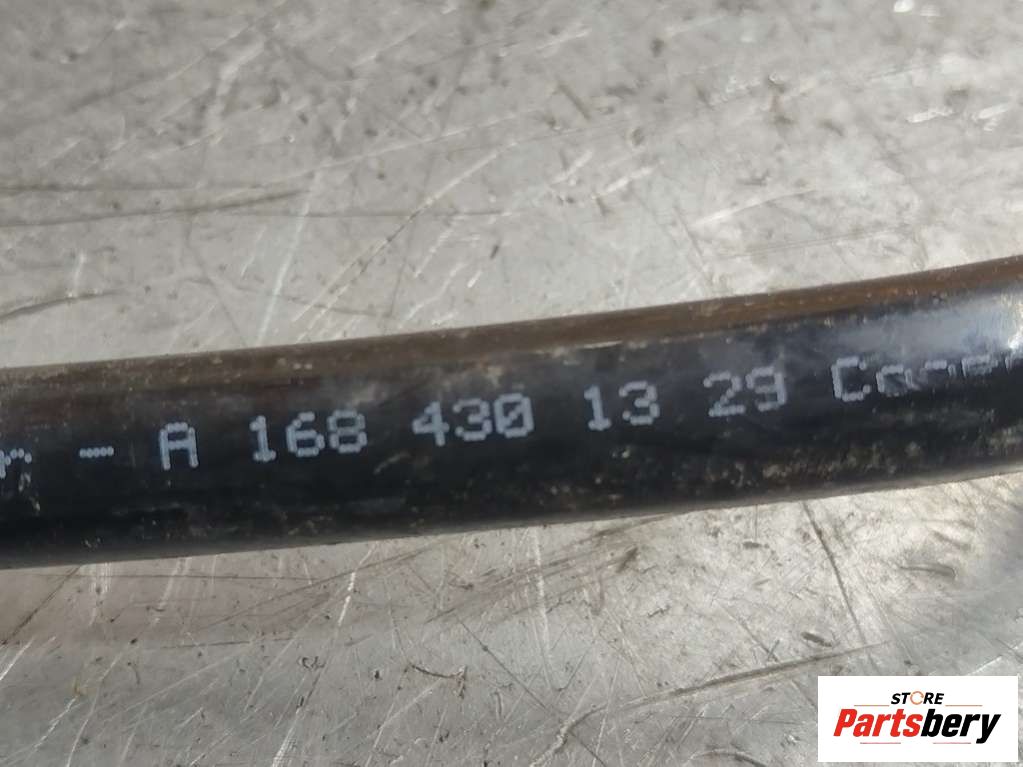 - A 168 430 13 29
STORE
Partsbery